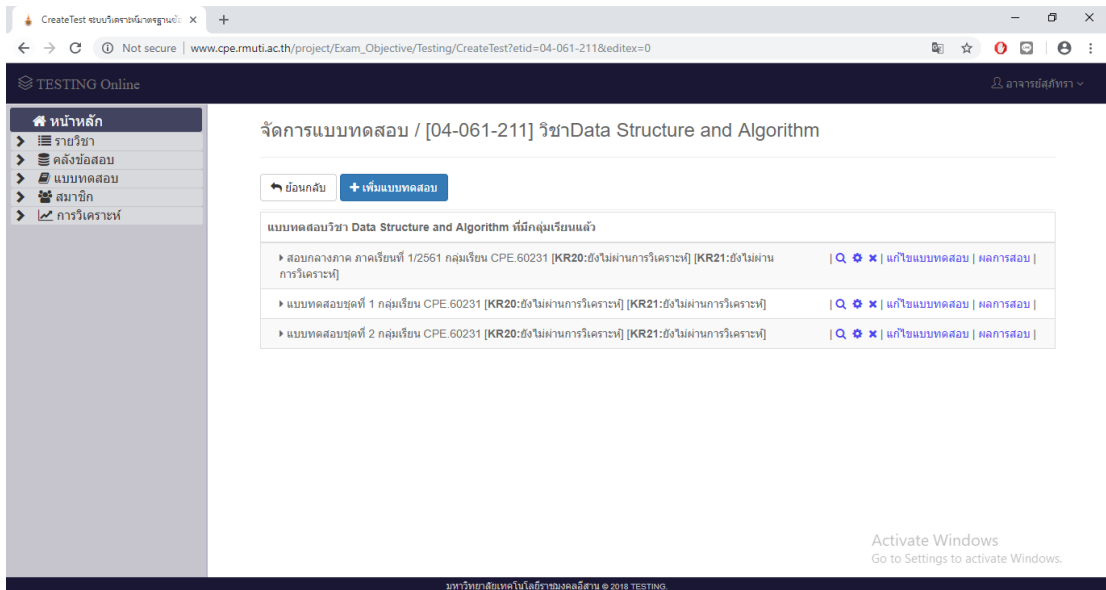 CreateTest ระบบวิเคราะห์มาตรฐานข้อ
Not secure | www.cpe.rmuti.ac.th/project/Exam_Objective/Testing/CreateTest?etid=04-061-211&editex=0
TESTING Online
อาจารย์สุภัทรา
หน้าหลัก
รายวิชา
คลังข้อสอบ
แบบทดสอบ
สมาชิก
การวิเคราะห์
จัดการแบบทดสอบ / [04-061-211] วิชาData Structure and Algorithm
ย้อนกลับ
เพิ่มแบบทดสอบ
แบบทดสอบวิชา Data Structure and Algorithm ที่มีกลุ่มเรียนแล้ว
สอบกลางภาค ภาคเรียนที่ 1/2561 กลุ่มเรียน CPE.60231 [KR20:ยังไม่ผ่านการวิเคราะห์] [KR21:ยังไม่ผ่าน
การวิเคราะห์]
| | แก้ไขแบบทดสอบ | ผลการสอบ |
แบบทดสอบชุดที่ 1 กลุ่มเรียน CPE.60231 [KR20:ยังไม่ผ่านการวิเคราะห์] [KR21:ยังไม่ผ่านการวิเคราะห์]
| | แก้ไขแบบทดสอบ | ผลการสอบ |
แบบทดสอบชุดที่ 2 กลุ่มเรียน CPE.60231 [KR20:ยังไม่ผ่านการวิเคราะห์] [KR21:ยังไม่ผ่านการวิเคราะห์]
| | แก้ไขแบบทดสอบ | ผลการสอบ |
Activate Windows
Go to Settings to activate Windows.
มหาวิทยาลัยเทคโนโลยีราชมงคลอีสาน © 2018 TESTING.